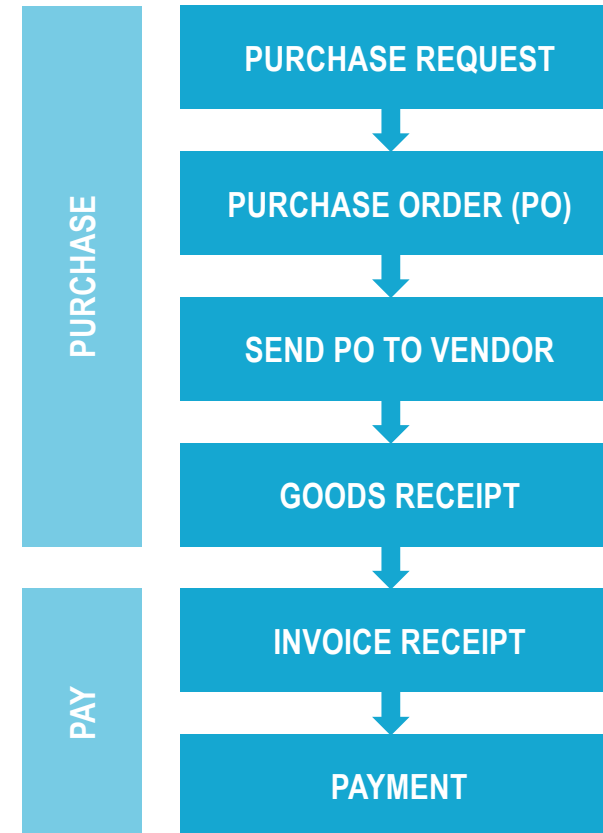 PURCHASE
PURCHASE REQUEST
PURCHASE ORDER (PO)
SEND PO TO VENDOR
GOODS RECEIPT
PAY
INVOICE RECEIPT
PAYMENT